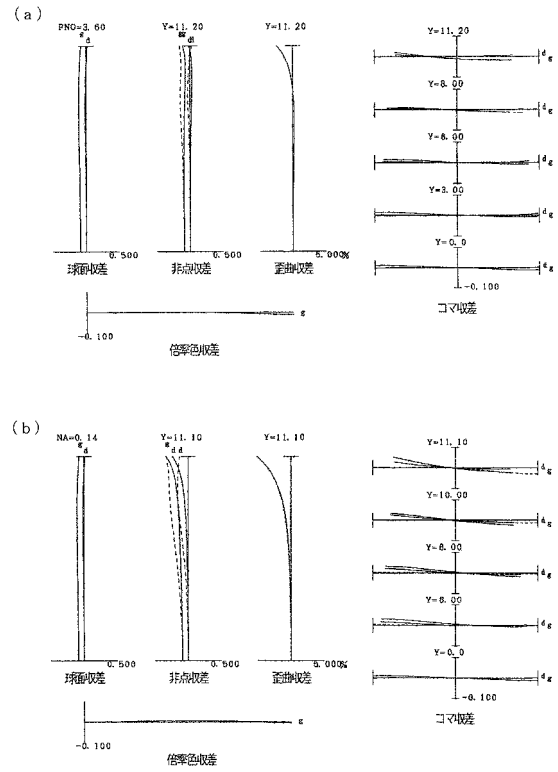 (a)
FNO=3.60
g
d
Y=11.20
Y=11.20
0.500
0.500
5.000%
球面収差
非点収差
歪曲収差
g
-0.100
倍率色収差
Y=11.20
d g
Y=8.00
d g
Y=6.00
d g
Y=3.00
d g
Y=0.0
d g
-0.100
コマ収差
(b)
NA=0.14
g
d
Y=11.10
g d d
Y=11.10
0.500
0.500
5.000%
球面収差
非点収差
歪曲収差
g
-0.100
倍率色収差
Y=11.10
d g
Y=10.00
d g
Y=8.00
d g
Y=6.00
d g
Y=0.0
d g
-0.100
コマ収差